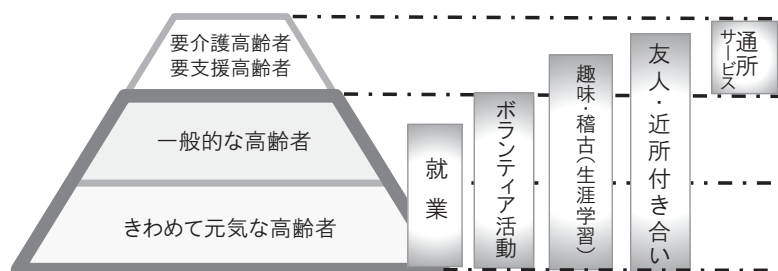 要介護高齢者
要支援高齢者
一般的な高齢者
きわめて元気な高齢者
就業
ボランティア活動
趣味・稽古（生涯学習）
友人・近所付き合い
通所
サービス